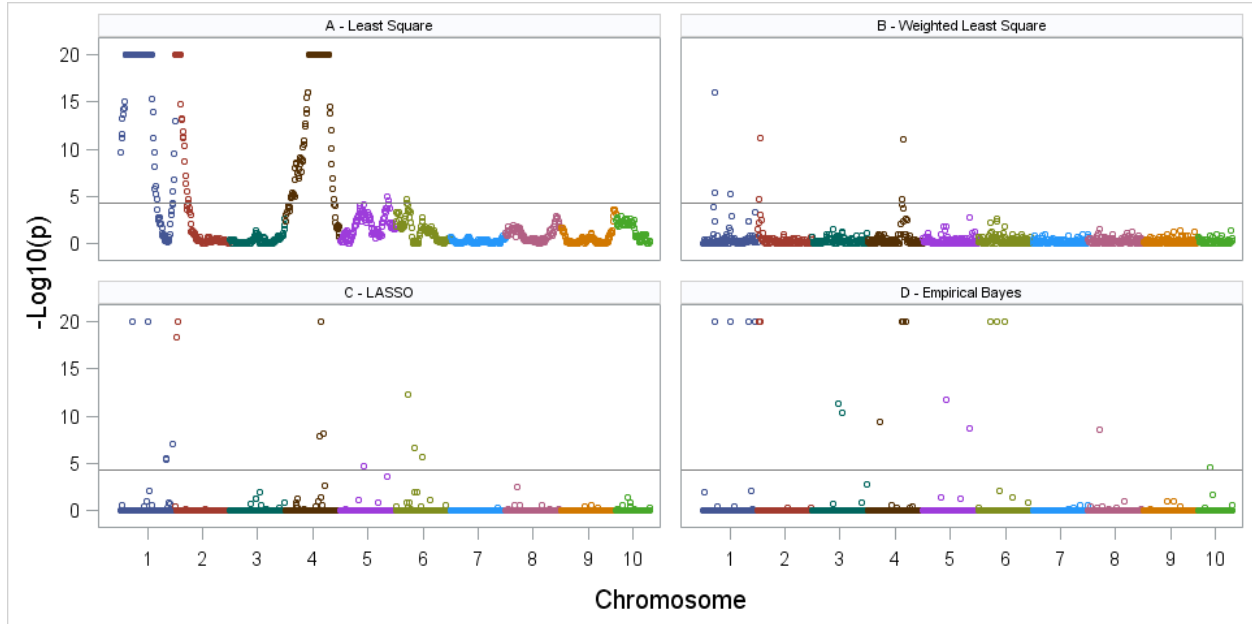 A - Least Square
B - Weighted Least Square
20
15
10
5
0
C - LASSO
D - Empirical Bayes
20
15
10
5
0
-Log10(p)
1 2 3 4 5 6 7 8 9 10
1 2 3 4 5 6 7 8 9 10
Chromosome